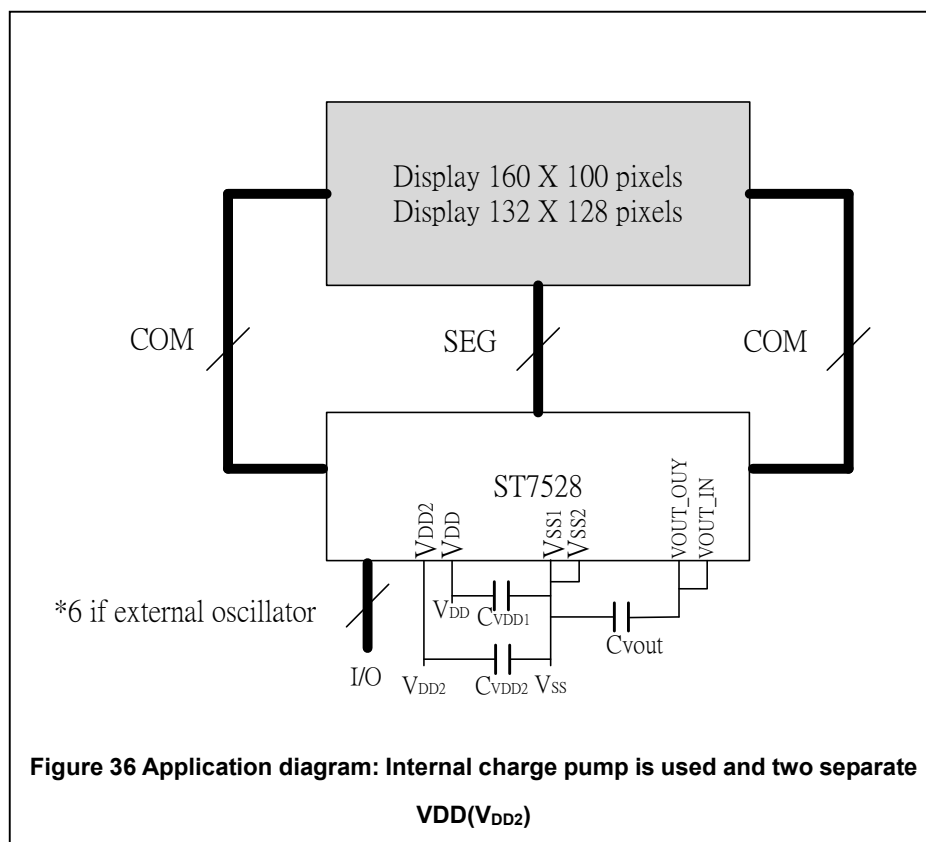 Display 160 X 100 pixels
Display 132 X 128 pixels
COM
SEG
COM
ST7528
VDD2
VDD
VSS1
VSS2
VOUT_OUY
VOUT_IN
*6 if external oscillator
I/O
VDD
CVDD1
VDD2
CVDD2
VSS
Cvout
Figure 36 Application diagram: Internal charge pump is used and two separate
VDD(VDD2)